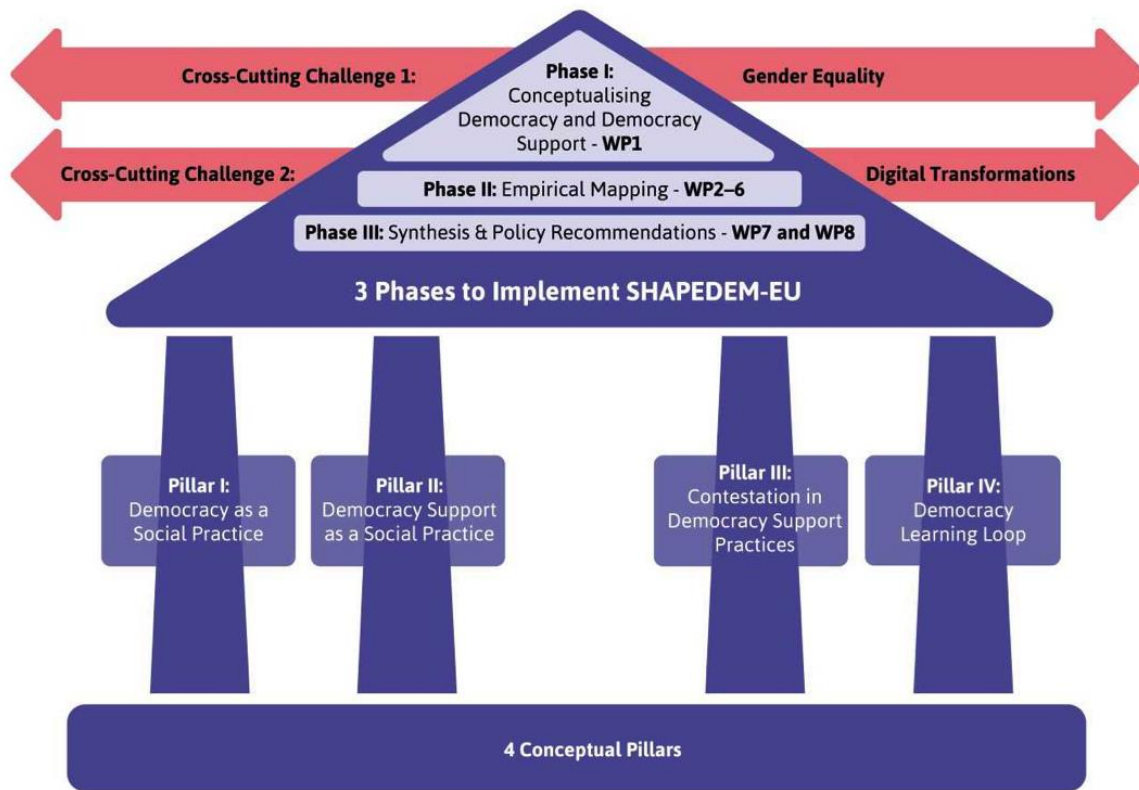 Cross-Cutting Challenge 1:
Gender Equality
Phase I:
Conceptualising
Democracy and Democracy
Support - WP1
Cross-Cutting Challenge 2:
Digital Transformations
Phase II: Empirical Mapping - WP2–6
Phase III: Synthesis & Policy Recommendations - WP7 and WP8
3 Phases to Implement SHAPEDEM-EU
Pillar I:
Democracy as a
Social Practice
Pillar II:
Democracy Support
as a Social Practice
Pillar III:
Contestation in
Democracy Support
Practices
Pillar IV:
Democracy
Learning Loop
4 Conceptual Pillars